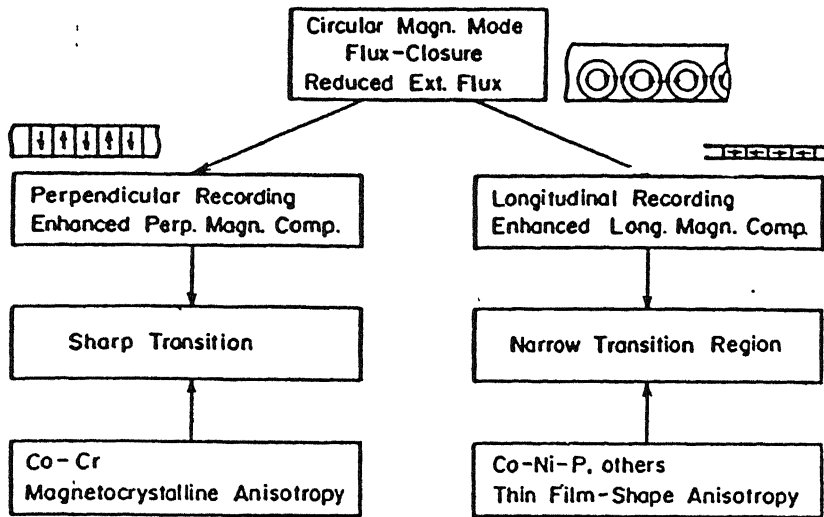 Circular Magn. Mode
Flux-Closure
Reduced Ext. Flux
Perpendicular Recording
Enhanced Perp. Magn. Comp.
Longitudinal Recording
Enhanced Long. Magn. Comp.
Sharp Transition
Narrow Transition Region
Co-Cr
Magnetocrystalline Anisotropy
Co-Ni-P, others
Thin Film-Shape Anisotropy